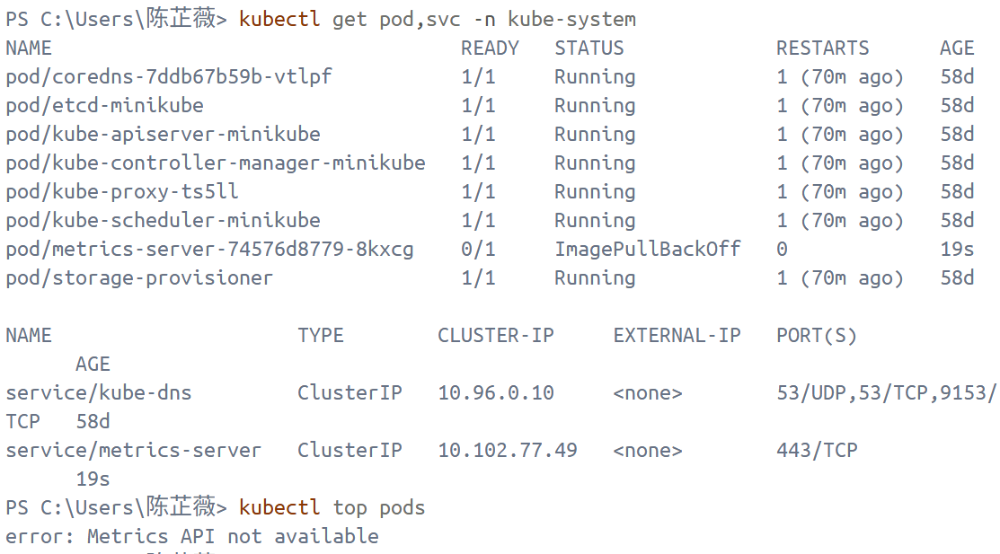 PS C:\Users\陈芷薇> kubectl get pod,svc -n kube-system
NAME READY STATUS RESTARTS AGE
pod/coredns-7ddb67b59b-vtlpf 1/1 Running 1 (70m ago) 58d
pod/etcd-minikube 1/1 Running 1 (70m ago) 58d
pod/kube-apiserver-minikube 1/1 Running 1 (70m ago) 58d
pod/kube-controller-manager-minikube 1/1 Running 1 (70m ago) 58d
pod/kube-proxy-ts5ll 1/1 Running 1 (70m ago) 58d
pod/kube-scheduler-minikube 1/1 Running 1 (70m ago) 58d
pod/metrics-server-74576d8779-8kxcg 0/1 ImagePullBackOff 0 19s
pod/storage-provisioner 1/1 Running 1 (70m ago) 58d
NAME TYPE CLUSTER-IP EXTERNAL-IP PORT(S)
AGE
service/kube-dns ClusterIP 10.96.0.10 <none> 53/UDP,53/TCP,9153/
TCP 58d
service/metrics-server ClusterIP 10.102.77.49 <none> 443/TCP
19s
PS C:\Users\陈芷薇> kubectl top pods
error: Metrics API not available